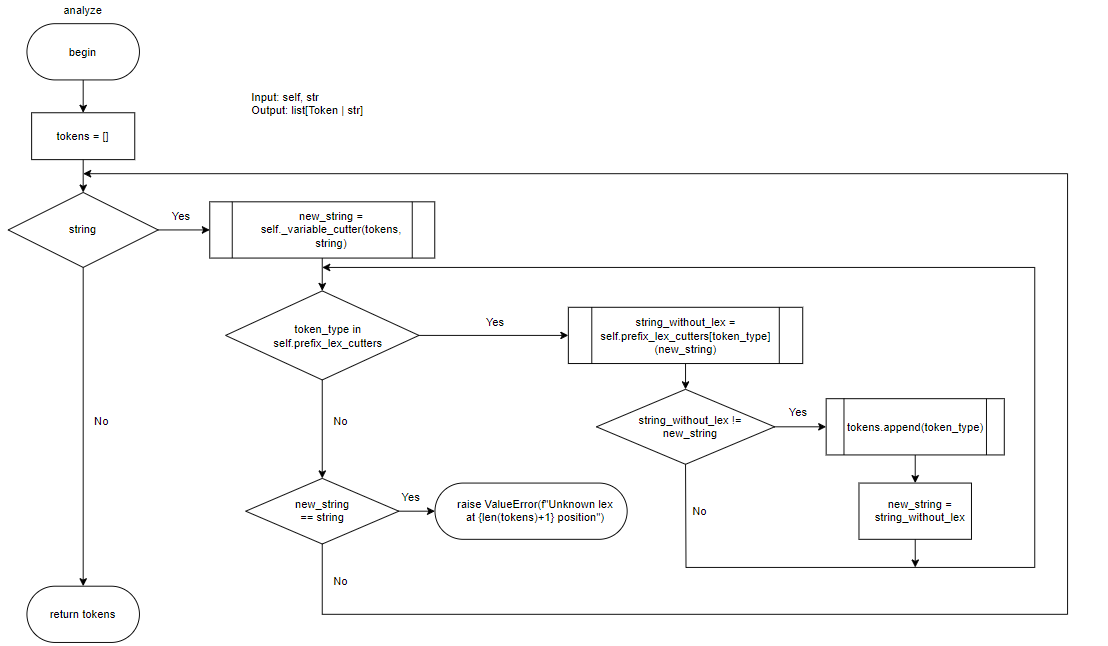 analyze
begin
Input: self, str
Output: list[Token | str]
tokens = []
string
Yes
new_string =
self._variable_cutter(tokens,
string)
token_type in
self.prefix_lex_cutters
Yes
string_without_lex =
self.prefix_lex_cutters[token_type]
(new_string)
No
No
string_without_lex !=
new_string
Yes
tokens.append(token_type)
new_string
== string
Yes
raise ValueError(f"Unknown lex
at {len(tokens)+1} position")
No
new_string =
string_without_lex
No
return tokens